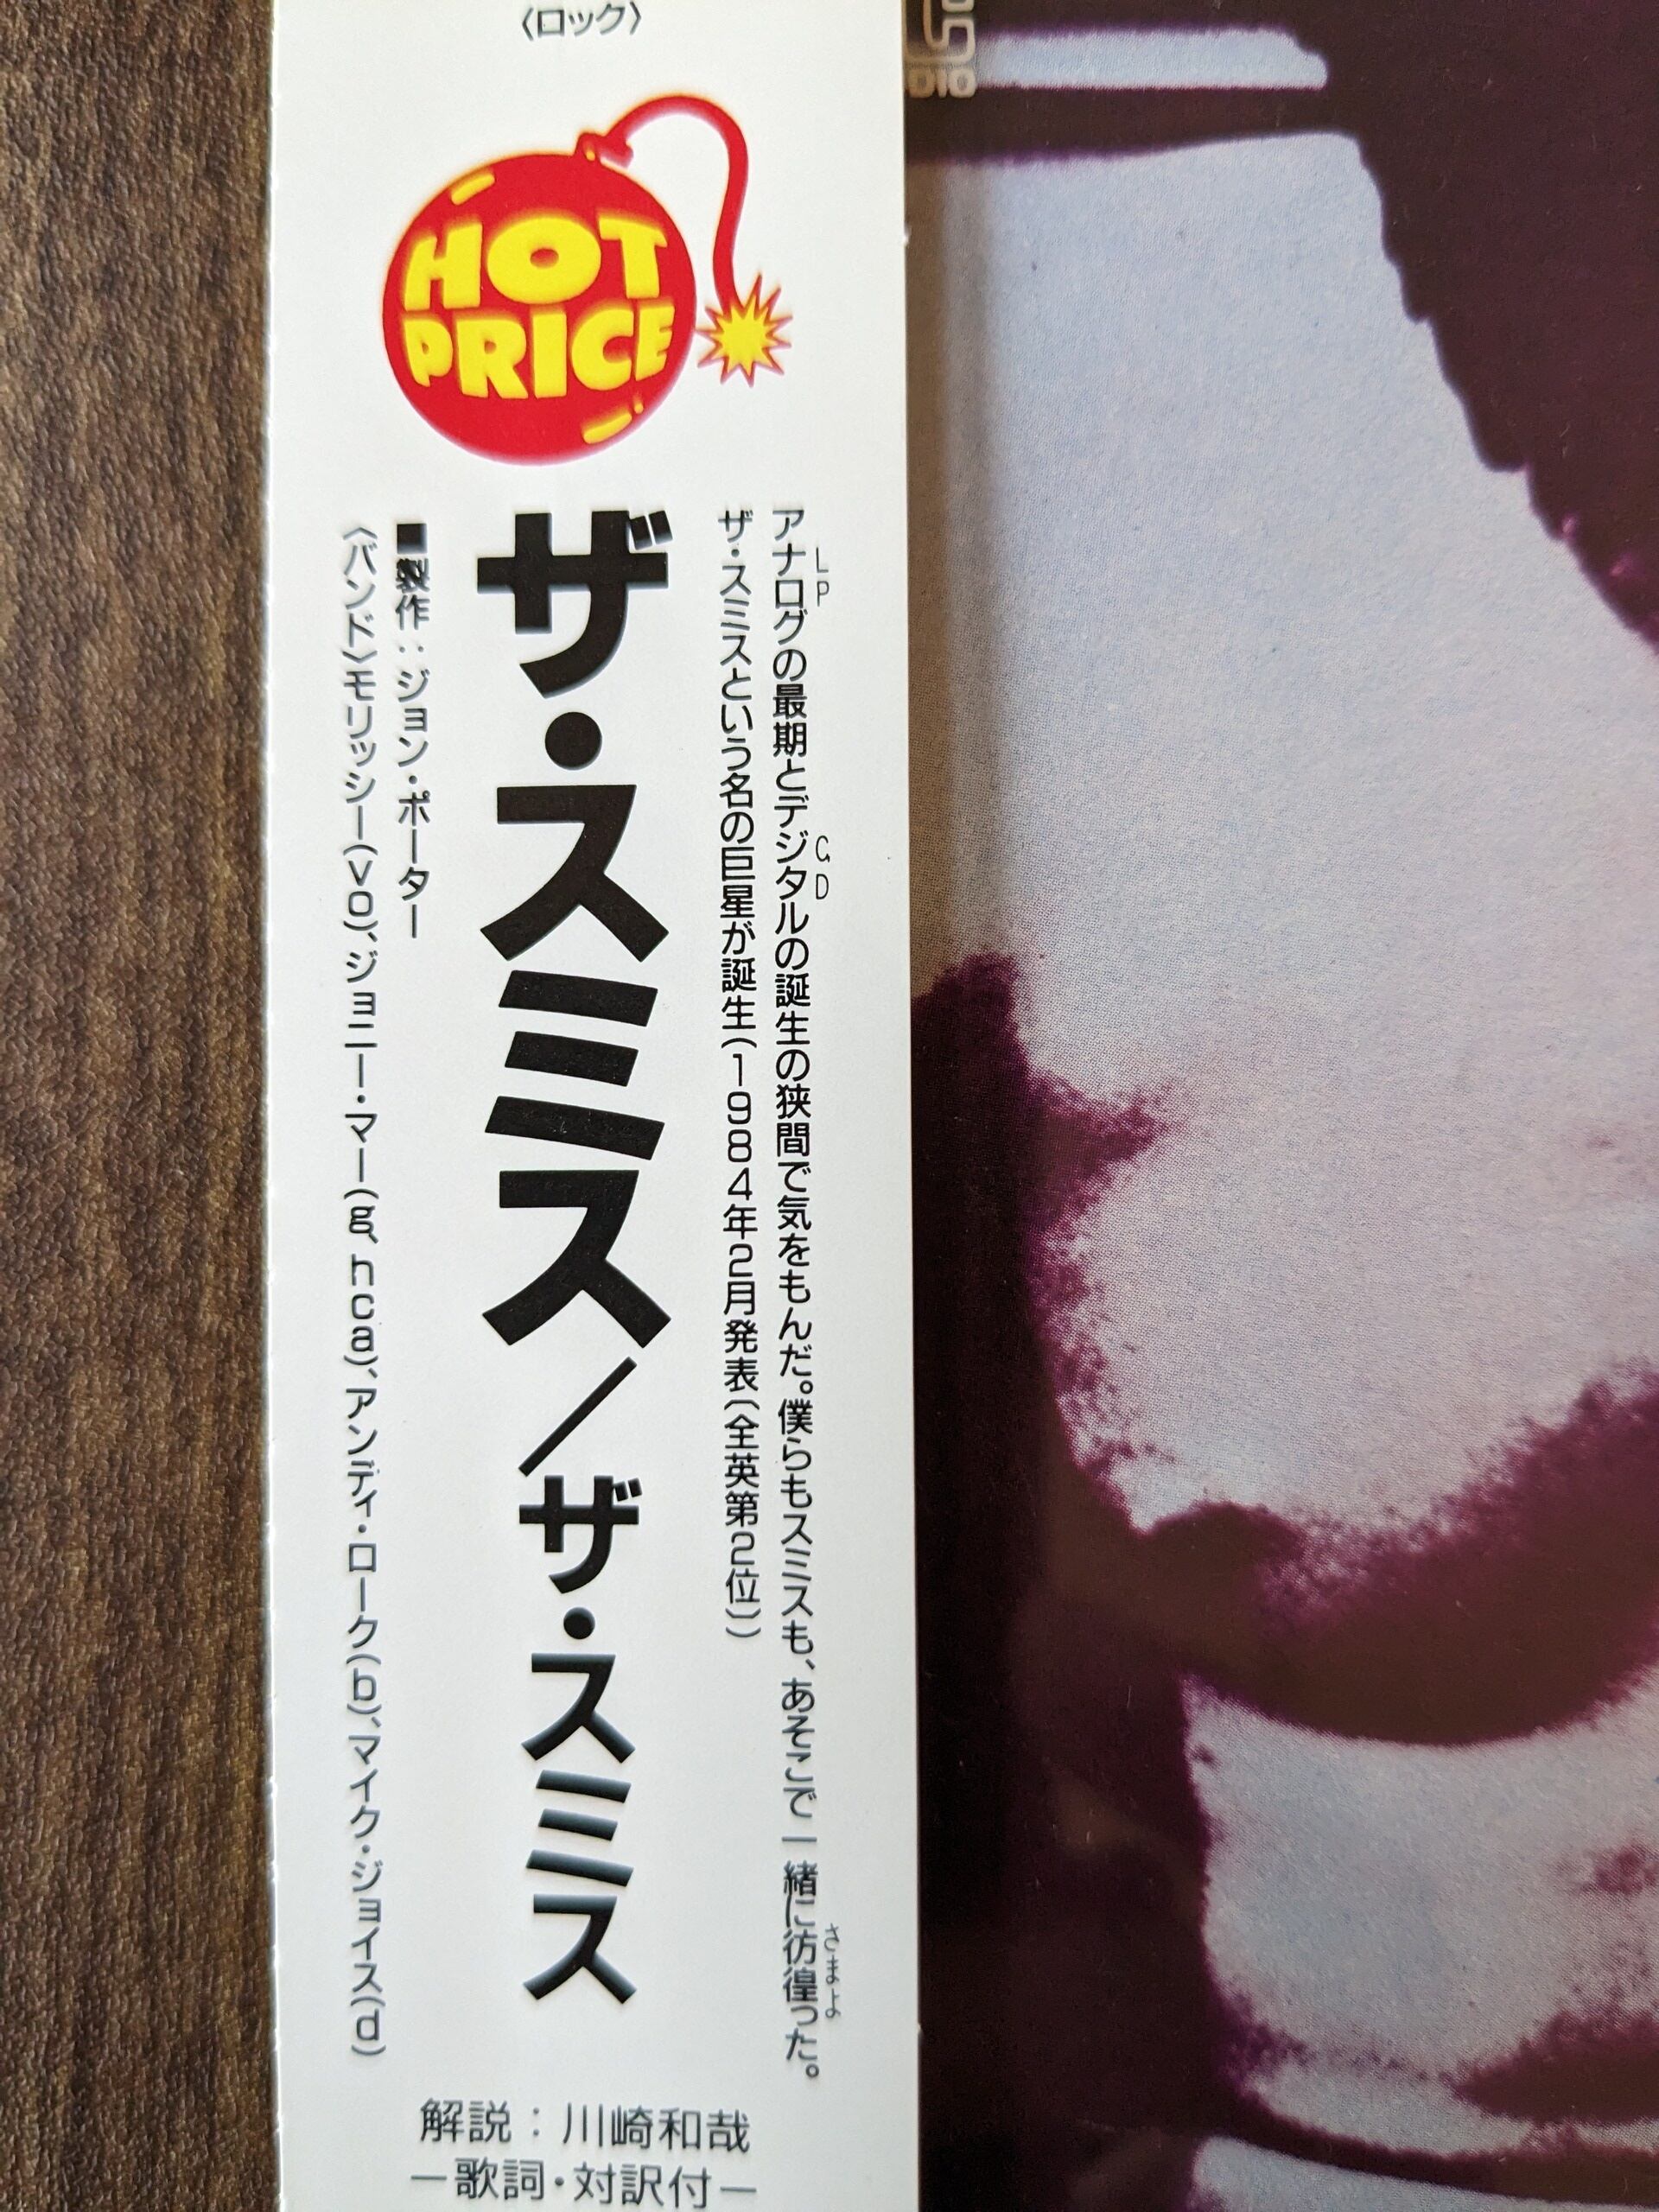 〈ロック〉
HOT
PRICE
アナログの最期とデジタルの誕生の狭間で気をもんだ。僕らもスミスも、あそこで一緒に彷徨った。
LP
CD
さまよ
ザ・スミスという名の巨星が誕生(1984年2月発表〔全英第2位〕)
ザ・スミス/ザ・スミス
■製作:ジョン・ポーター
〈バンド〉モリッシー(vo)、ジョニー・マー(g、hca)、アンディ・ローク(b)、マイク・ジョイス(d)
解説:川崎和哉
—歌詞・対訳付—